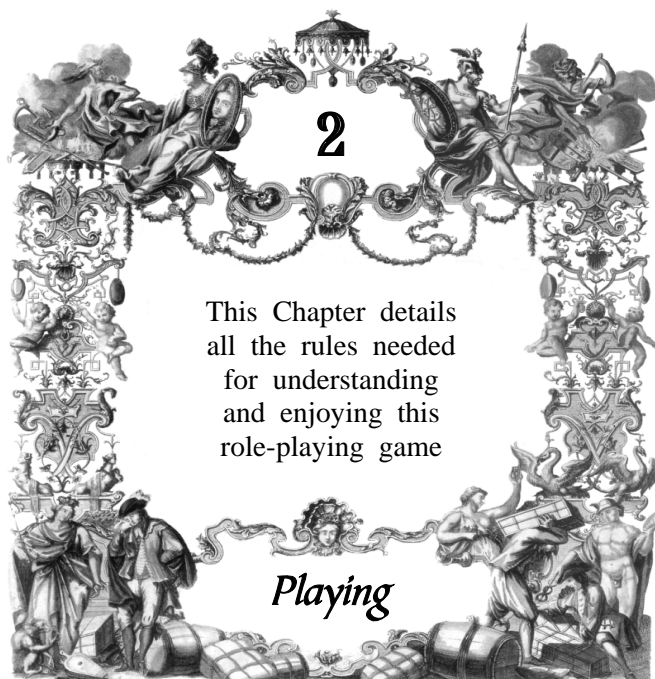 2
This Chapter details
all the rules needed
for understanding
and enjoying this
role-playing game
Playing